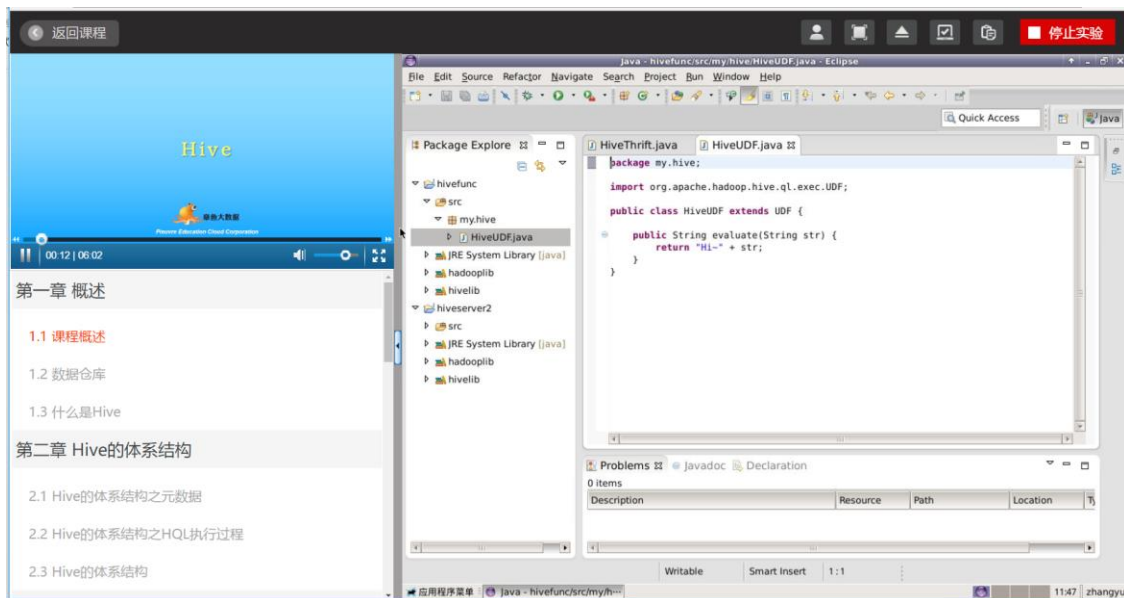 返回课程
停止实验
Hive
章鱼大数据
00:12 | 06:02
第一章 概述
1.1 课程概述
1.2 数据仓库
1.3 什么是Hive
第二章 Hive的体系结构
2.1 Hive的体系结构之元数据
2.2 Hive的体系结构之HQL执行过程
2.3 Hive的体系结构
Java - hivefunc/src/my/hive/HiveUDF.java - Eclipse
File Edit Source Refactor Navigate Search Project Run Window Help
Quick Access
Java
Package Explore
hivefunc
src
my.hive
HiveUDF.java
JRE System Library [java]
hadooplib
hivelib
hiveserver2
src
JRE System Library [java]
hadooplib
hivelib
HiveThrift.java HiveUDF.java
package my.hive;
import org.apache.hadoop.hive.ql.exec.UDF;
public class HiveUDF extends UDF {
public String evaluate(String str) {
return "Hi~" + str;
}
}
Problems Javadoc Declaration
0 items
Description Resource Path Location
Writable Smart Insert 1:1
应用程序菜单 Java - hivefunc/src/my/h··· 11:47 zhangyu